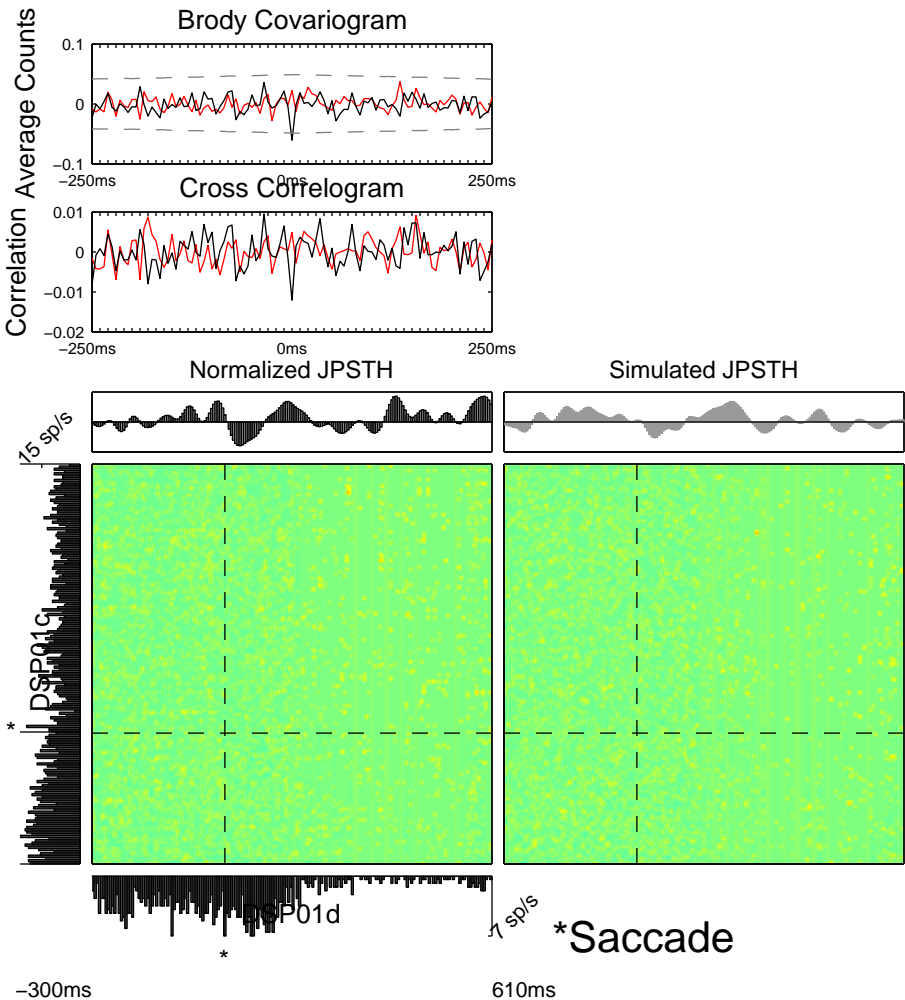 Brody Covariogram
Average Counts
0.1
0
−0.1
−250ms
0ms
250ms
Cross Correlogram
Correlation
0.01
0
−0.01
−0.02
−250ms
0ms
250ms
Normalized JPSTH
Simulated JPSTH
15 sp/s
DSP01c
*
DSP01d
7 sp/s
*
*Saccade
−300ms
610ms